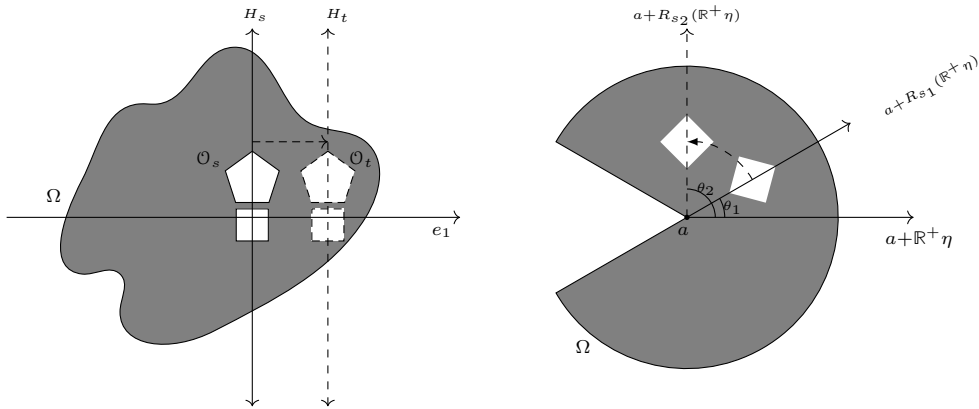 H_s
H_t
𝒪_s
𝒪_t
Ω
e_1
a+R_{s_2}(ℝ^+ η)
a+R_{s_1}(ℝ^+ η)
θ_2
θ_1
a
a+ℝ^+ η
Ω